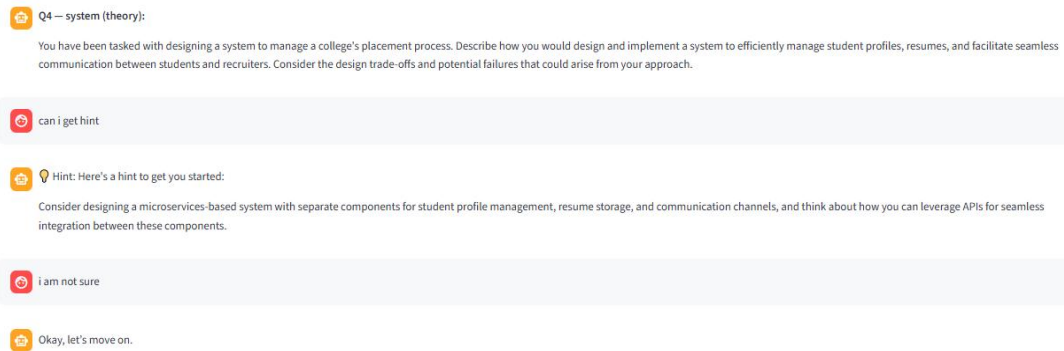 Q4 — system (theory):
You have been tasked with designing a system to manage a college's placement process. Describe how you would design and implement a system to efficiently manage student profiles, resumes, and facilitate seamless
communication between students and recruiters. Consider the design trade-offs and potential failures that could arise from your approach.
can i get hint
💡 Hint: Here's a hint to get you started:
Consider designing a microservices-based system with separate components for student profile management, resume storage, and communication channels, and think about how you can leverage APIs for seamless
integration between these components.
i am not sure
Okay, let's move on.